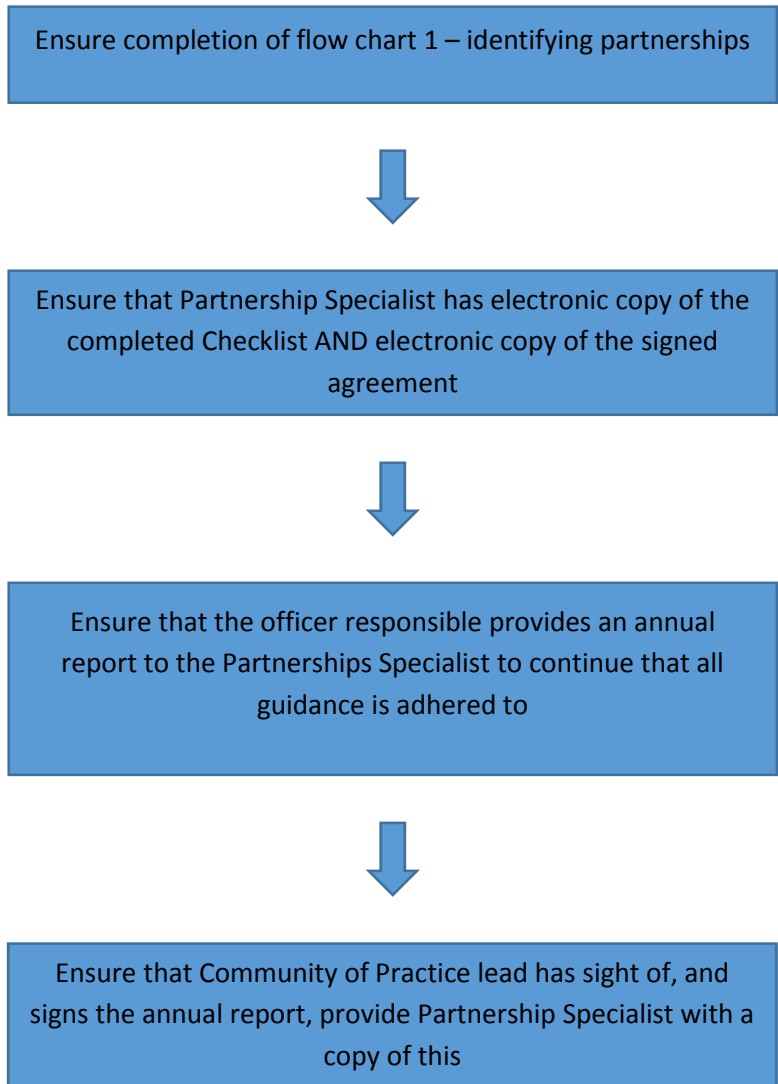 Ensure completion of flow chart 1 – identifying partnerships
Ensure that Partnership Specialist has electronic copy of the
completed Checklist AND electronic copy of the signed
agreement
Ensure that the officer responsible provides an annual
report to the Partnerships Specialist to continue that all
guidance is adhered to
Ensure that Community of Practice lead has sight of, and
signs the annual report, provide Partnership Specialist with a
copy of this